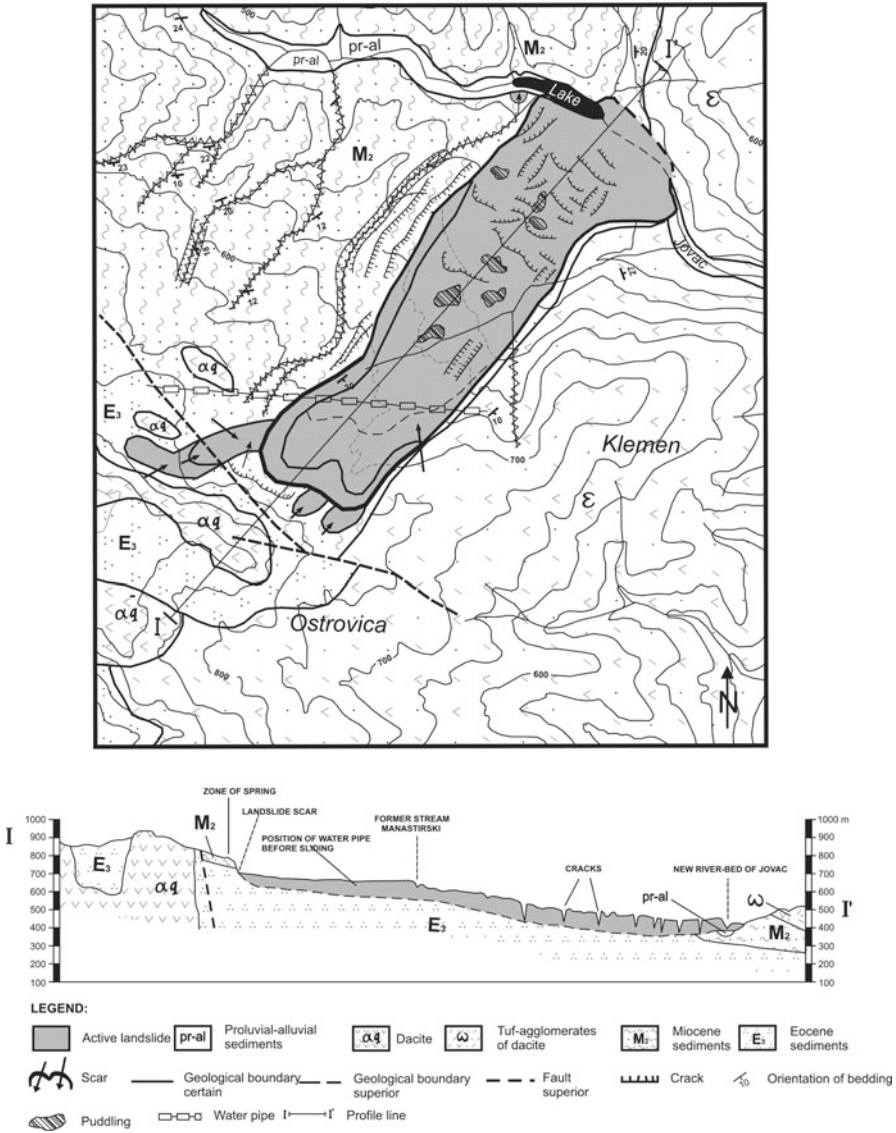 500
24
pr-al
pr-al
M₂
28
I'
Lake
ω
600
M₂
23
22
10
20
12
600
18
12
12
Jovac
αq
10
E₃
αq
10
Klemen
700
ω
αq
E₃
αq
I
Ostrovica
800
700
600
N
ZONE OF SPRING
LANDSLIDE SCAR
I
1000
900
800
700
600
500
400
300
200
100
M₂
E₃
αq
POSITION OF WATER PIPE
BEFORE SLIDING
FORMER STREAM
MANASTIRSKI
E₃
CRACKS
NEW RIVER-BED OF JOVAC
pr-al
ω
M₂
1000 m
900
800
700
600
500
400
300
200
100
I'
LEGEND:
Active landslide
pr-al
Proluvial-alluvial
sediments
αq
Dacite
ω
Tuf-agglomerates
of dacite
M₂
Miocene
sediments
E₃
Eocene
sediments
Scar
Geological boundary
certain
Geological boundary
superior
Fault
superior
Crack
10
Orientation of bedding
Puddling
Water pipe
I I'
Profile line